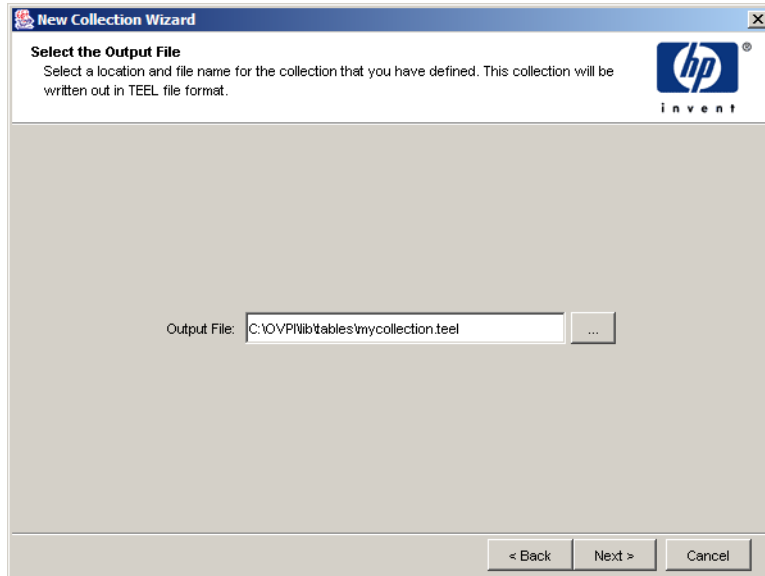 New Collection Wizard
Select the Output File
Select a location and file name for the collection that you have defined. This collection will be
written out in TEEL file format.
hp
®
invent
Output File: C:\OVPI\lib\tables\mycollection.teel ...
< Back Next > Cancel